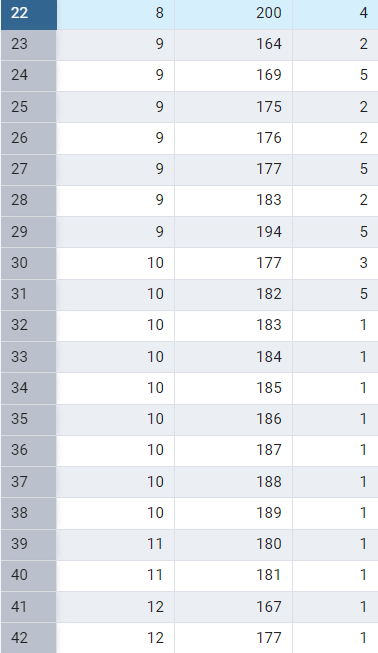 22 8 200 4
23 9 164 2
24 9 169 5
25 9 175 2
26 9 176 2
27 9 177 5
28 9 183 2
29 9 194 5
30 10 177 3
31 10 182 5
32 10 183 1
33 10 184 1
34 10 185 1
35 10 186 1
36 10 187 1
37 10 188 1
38 10 189 1
39 11 180 1
40 11 181 1
41 12 167 1
42 12 177 1